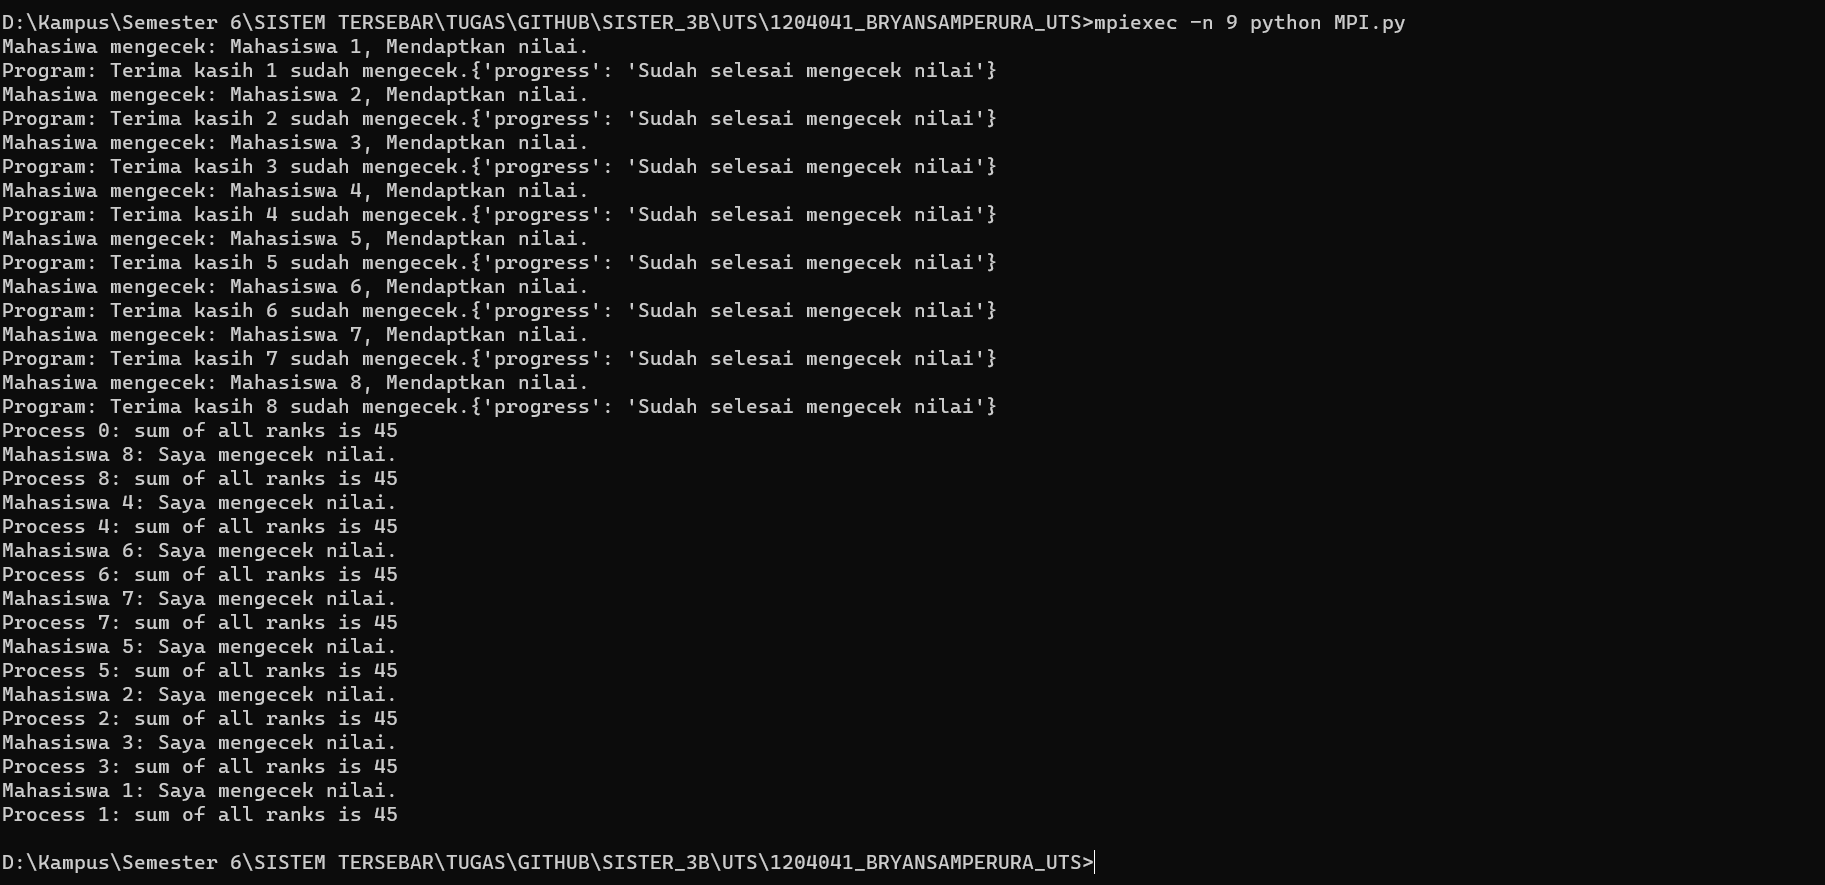 D:\Kampus\Semester 6\SISTEM TERSEBAR\TUGAS\GITHUB\SISTER_3B\UTS\1204041_BRYANSAMPERURA_UTS>mpiexec -n 9 python MPI.py
Mahasiwa mengecek: Mahasiswa 1, Mendaptkan nilai.
Program: Terima kasih 1 sudah mengecek.{'progress': 'Sudah selesai mengecek nilai'}
Mahasiwa mengecek: Mahasiswa 2, Mendaptkan nilai.
Program: Terima kasih 2 sudah mengecek.{'progress': 'Sudah selesai mengecek nilai'}
Mahasiwa mengecek: Mahasiswa 3, Mendaptkan nilai.
Program: Terima kasih 3 sudah mengecek.{'progress': 'Sudah selesai mengecek nilai'}
Mahasiwa mengecek: Mahasiswa 4, Mendaptkan nilai.
Program: Terima kasih 4 sudah mengecek.{'progress': 'Sudah selesai mengecek nilai'}
Mahasiwa mengecek: Mahasiswa 5, Mendaptkan nilai.
Program: Terima kasih 5 sudah mengecek.{'progress': 'Sudah selesai mengecek nilai'}
Mahasiwa mengecek: Mahasiswa 6, Mendaptkan nilai.
Program: Terima kasih 6 sudah mengecek.{'progress': 'Sudah selesai mengecek nilai'}
Mahasiwa mengecek: Mahasiswa 7, Mendaptkan nilai.
Program: Terima kasih 7 sudah mengecek.{'progress': 'Sudah selesai mengecek nilai'}
Mahasiwa mengecek: Mahasiswa 8, Mendaptkan nilai.
Program: Terima kasih 8 sudah mengecek.{'progress': 'Sudah selesai mengecek nilai'}
Process 0: sum of all ranks is 45
Mahasiswa 8: Saya mengecek nilai.
Process 8: sum of all ranks is 45
Mahasiswa 4: Saya mengecek nilai.
Process 4: sum of all ranks is 45
Mahasiswa 6: Saya mengecek nilai.
Process 6: sum of all ranks is 45
Mahasiswa 7: Saya mengecek nilai.
Process 7: sum of all ranks is 45
Mahasiswa 5: Saya mengecek nilai.
Process 5: sum of all ranks is 45
Mahasiswa 2: Saya mengecek nilai.
Process 2: sum of all ranks is 45
Mahasiswa 3: Saya mengecek nilai.
Process 3: sum of all ranks is 45
Mahasiswa 1: Saya mengecek nilai.
Process 1: sum of all ranks is 45
D:\Kampus\Semester 6\SISTEM TERSEBAR\TUGAS\GITHUB\SISTER_3B\UTS\1204041_BRYANSAMPERURA_UTS>